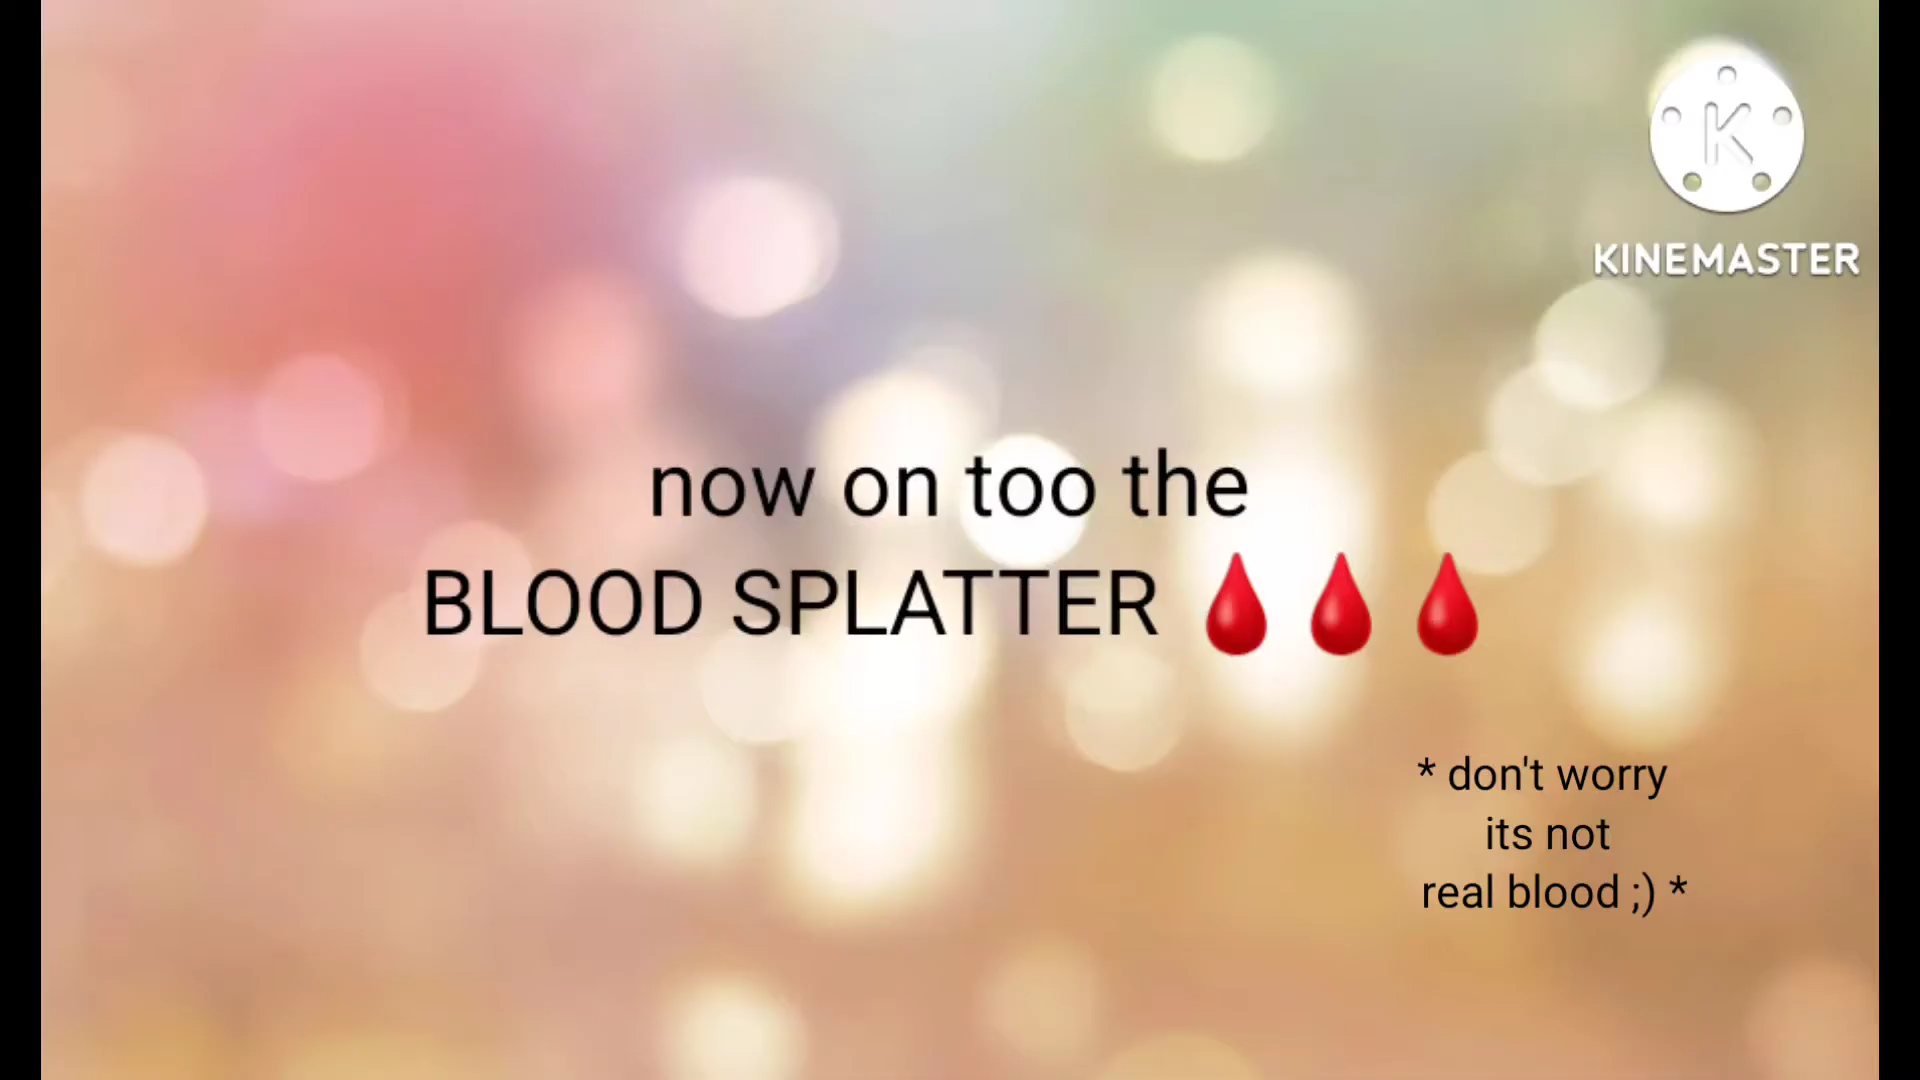 KINEMASTER
now on too the
BLOOD SPLATTER 🩸🩸🩸
* don't worry
its not
real blood ;) *